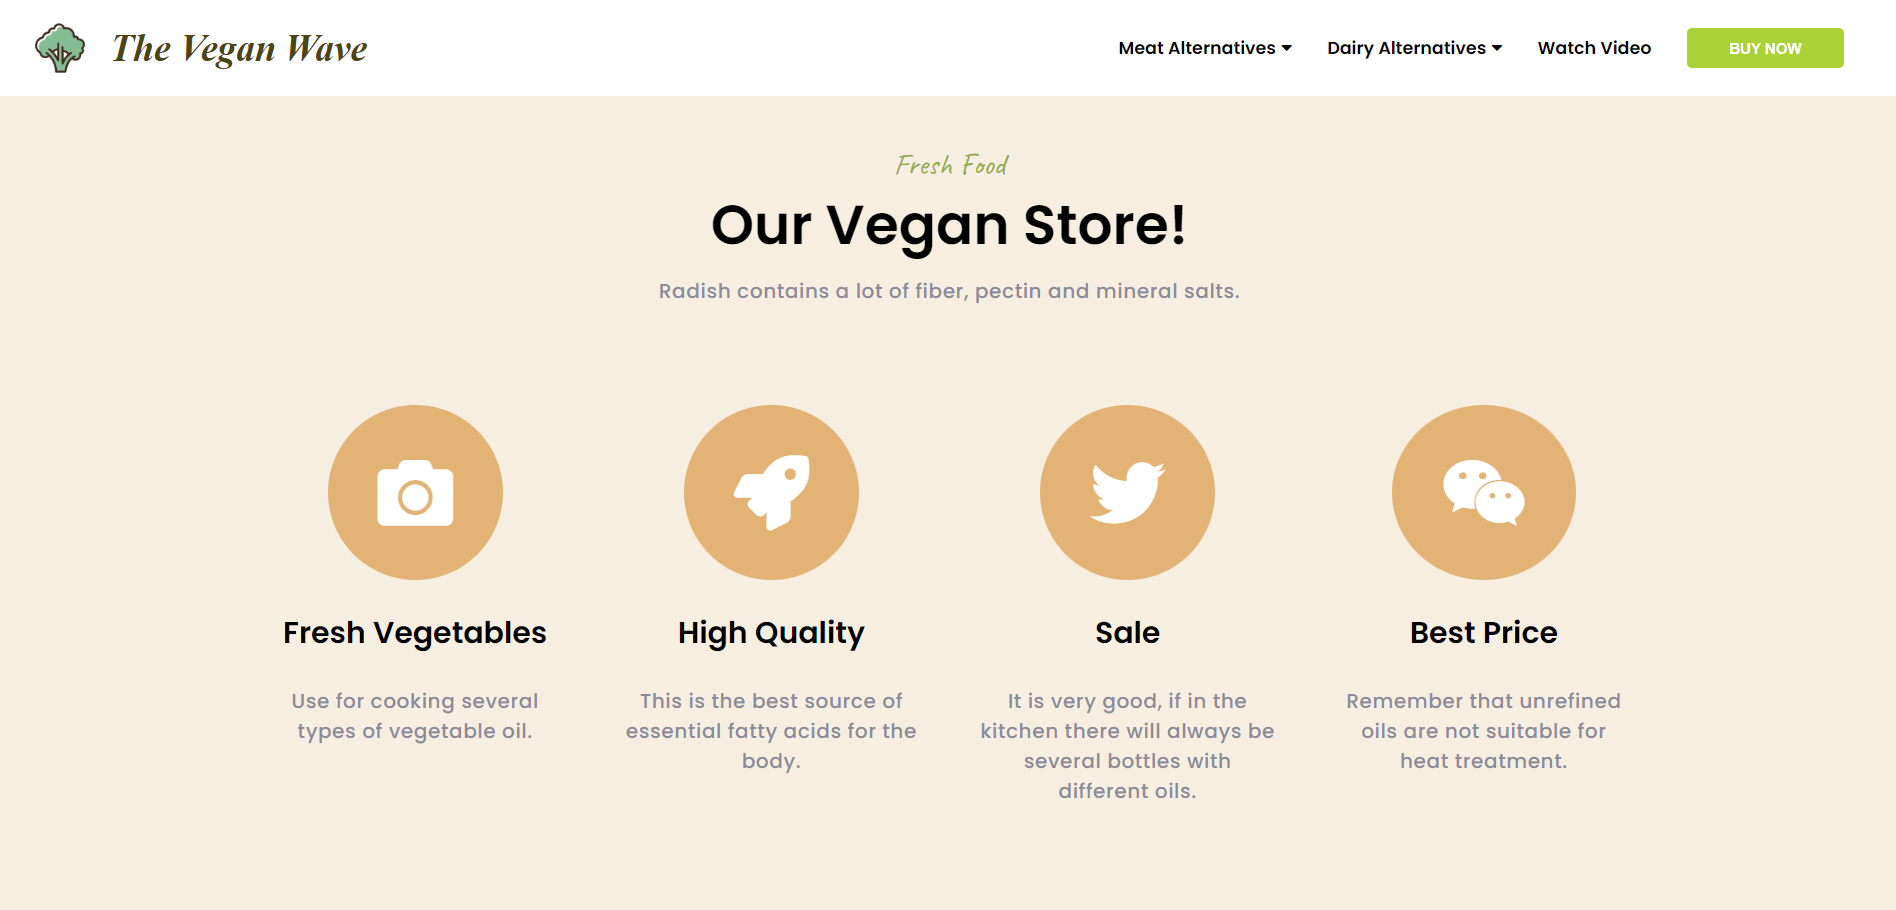 The Vegan Wave
Meat Alternatives
Dairy Alternatives
Watch Video
BUY NOW
Fresh Food
Our Vegan Store!
Radish contains a lot of fiber, pectin and mineral salts.
Fresh Vegetables
Use for cooking several
types of vegetable oil.
High Quality
This is the best source of
essential fatty acids for the
body.
Sale
It is very good, if in the
kitchen there will always be
several bottles with
different oils.
Best Price
Remember that unrefined
oils are not suitable for
heat treatment.